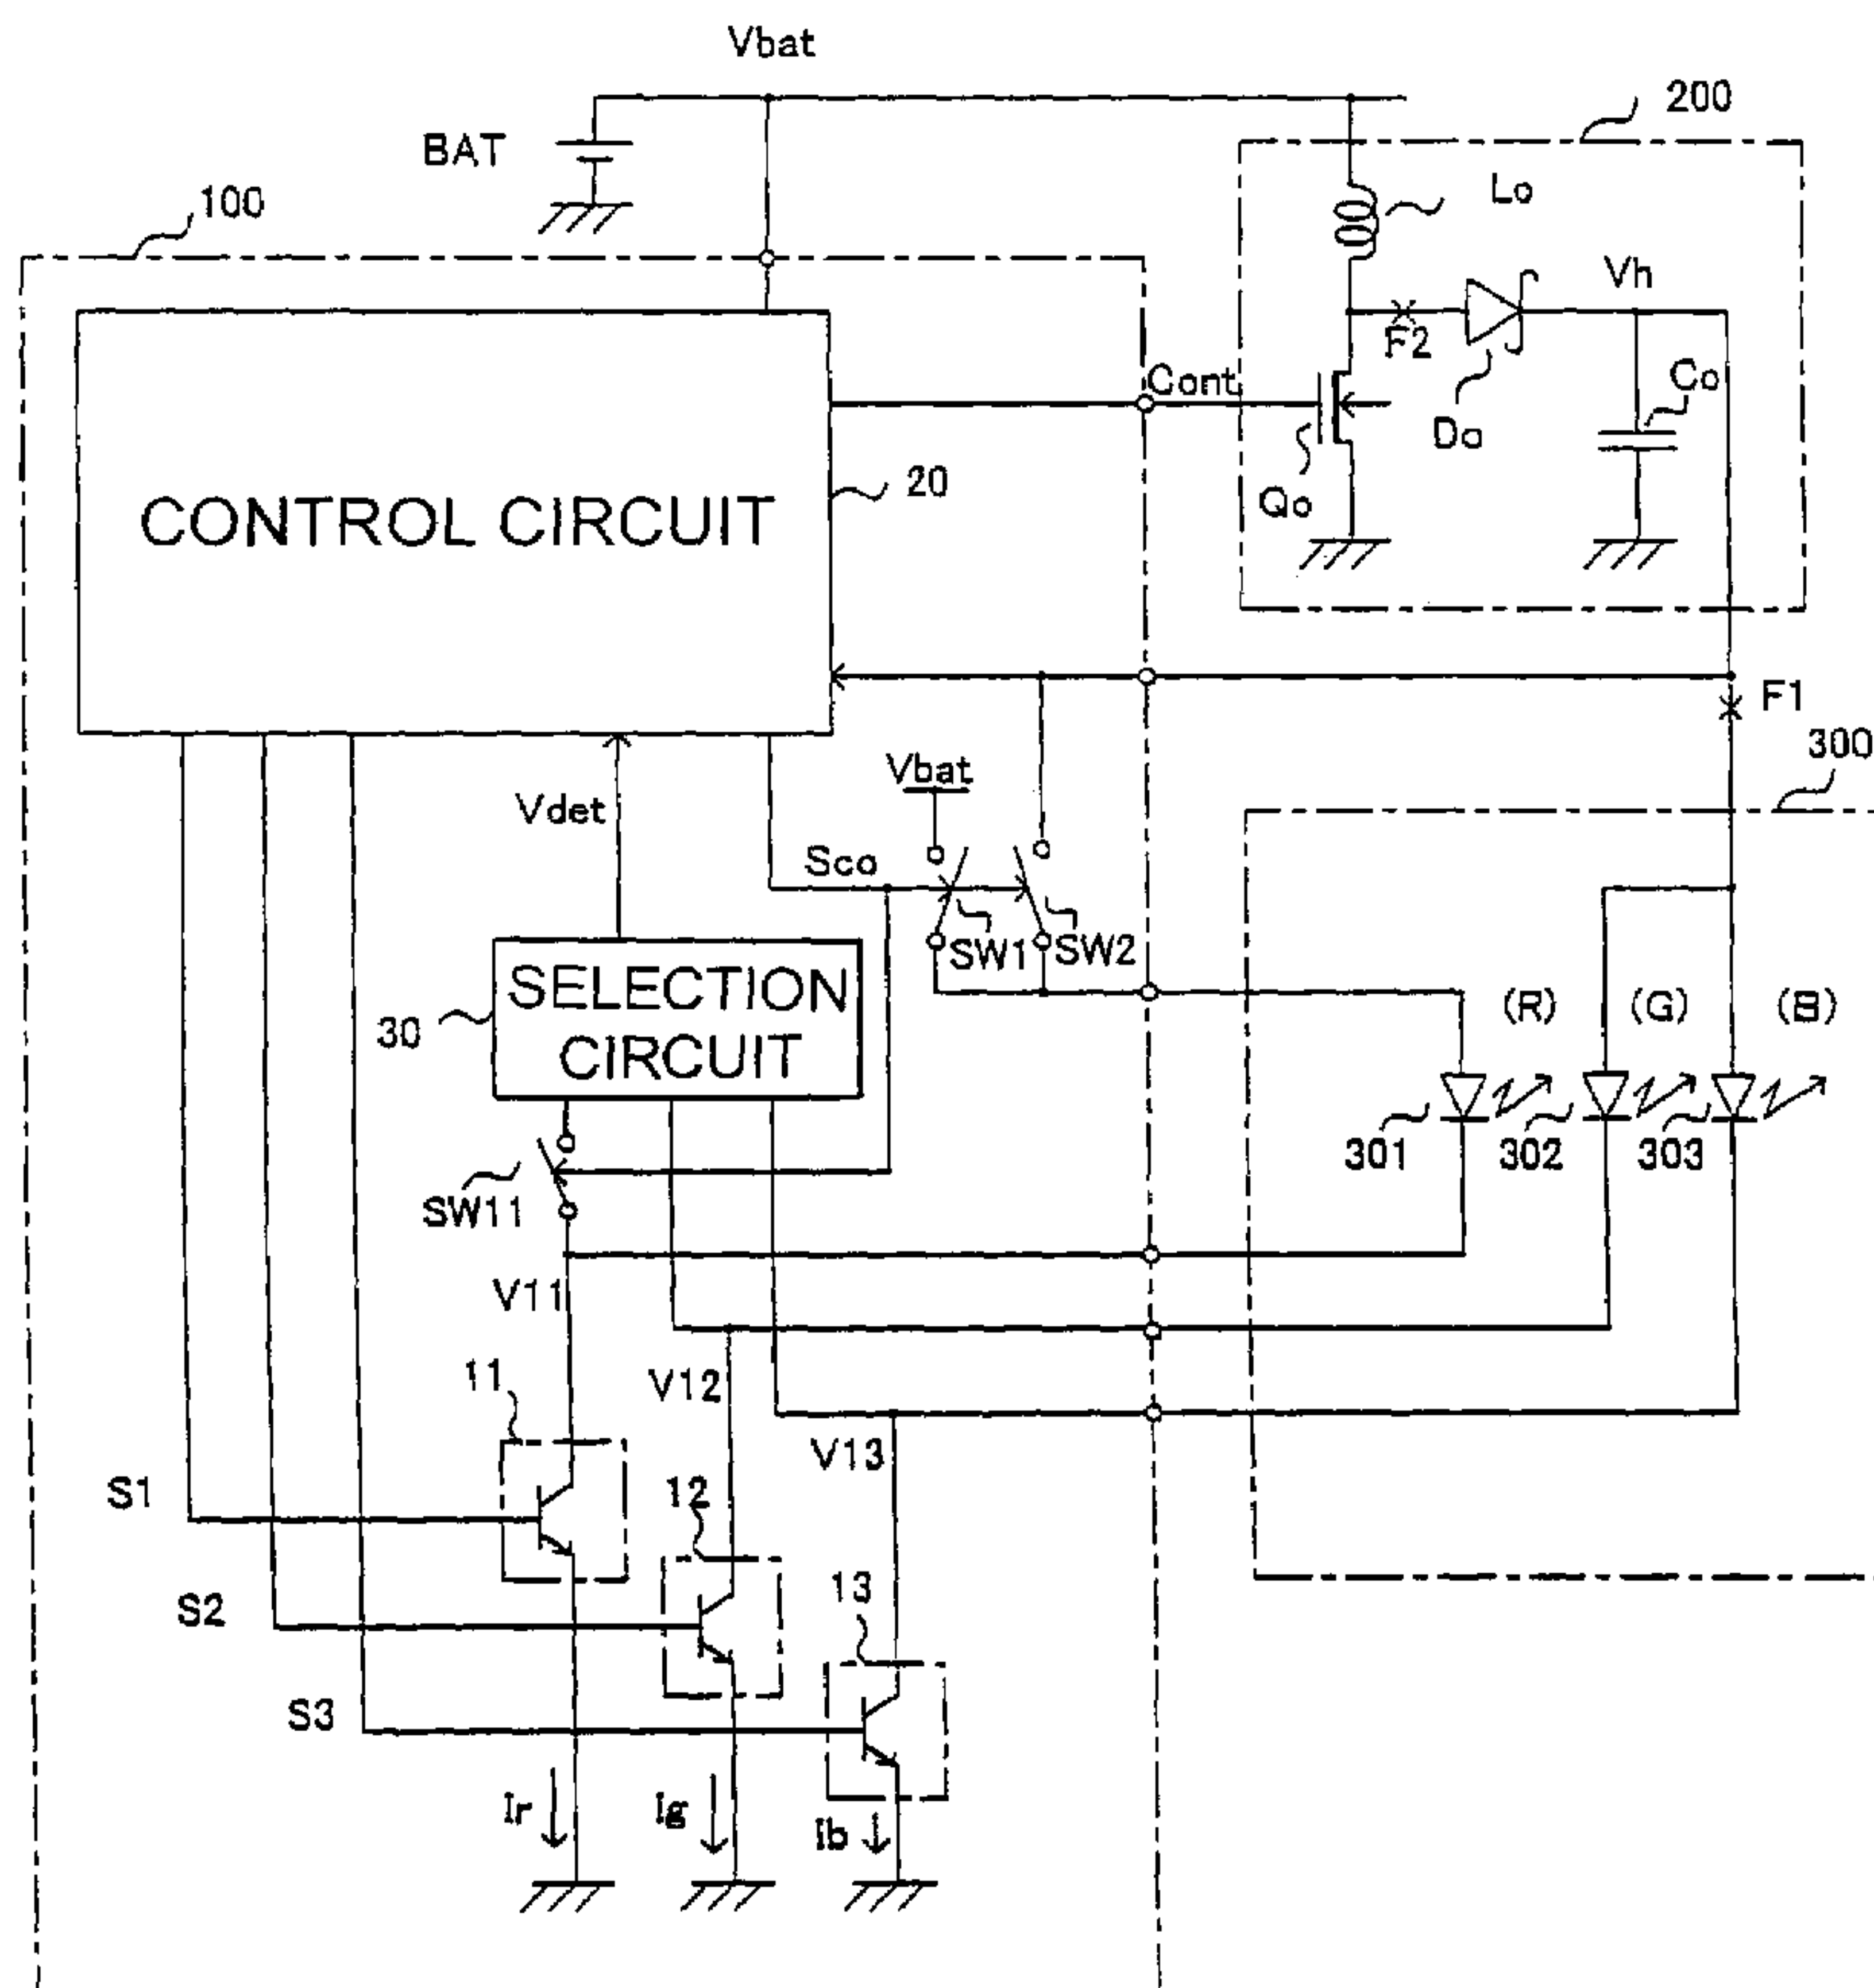 Vbat
200
BAT
Lo
100
Vh
F2
Cont
Co
Do
20
Qo
CONTROL CIRCUIT
F1
300
Vbat
Vdet
Sco
SW1
SW2
SELECTION
CIRCUIT
30
(R)
(G)
(B)
301
302
303
SW11
V11
11
V12
V13
S1
12
13
S2
S3
Ir
Ig
Ib